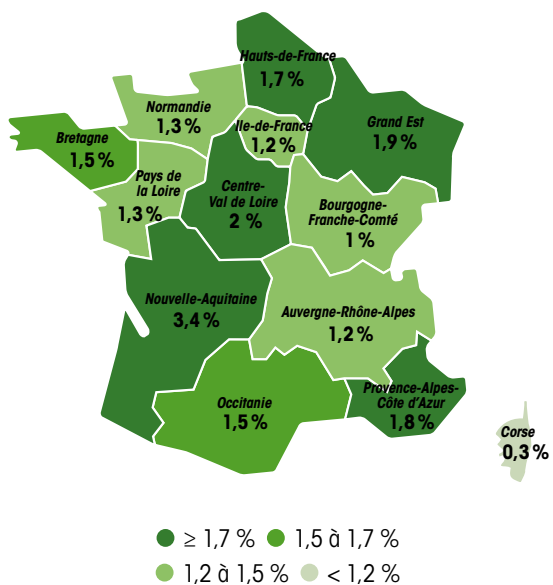 Hauts-de-France
1,7 %
Normandie
1,3 %
Ile-de-France
1,2 %
Grand Est
1,9 %
Bretagne
1,5 %
Pays de
la Loire
1,3 %
Centre-
Val de Loire
2 %
Bourgogne-
Franche-Comté
1 %
Nouvelle-Aquitaine
3,4 %
Auvergne-Rhône-Alpes
1,2 %
Occitanie
1,5 %
Provence-Alpes-
Côte d'Azur
1,8 %
Corse
0,3 %
≥ 1,7 % 1,5 à 1,7 %
1,2 à 1,5 % < 1,2 %